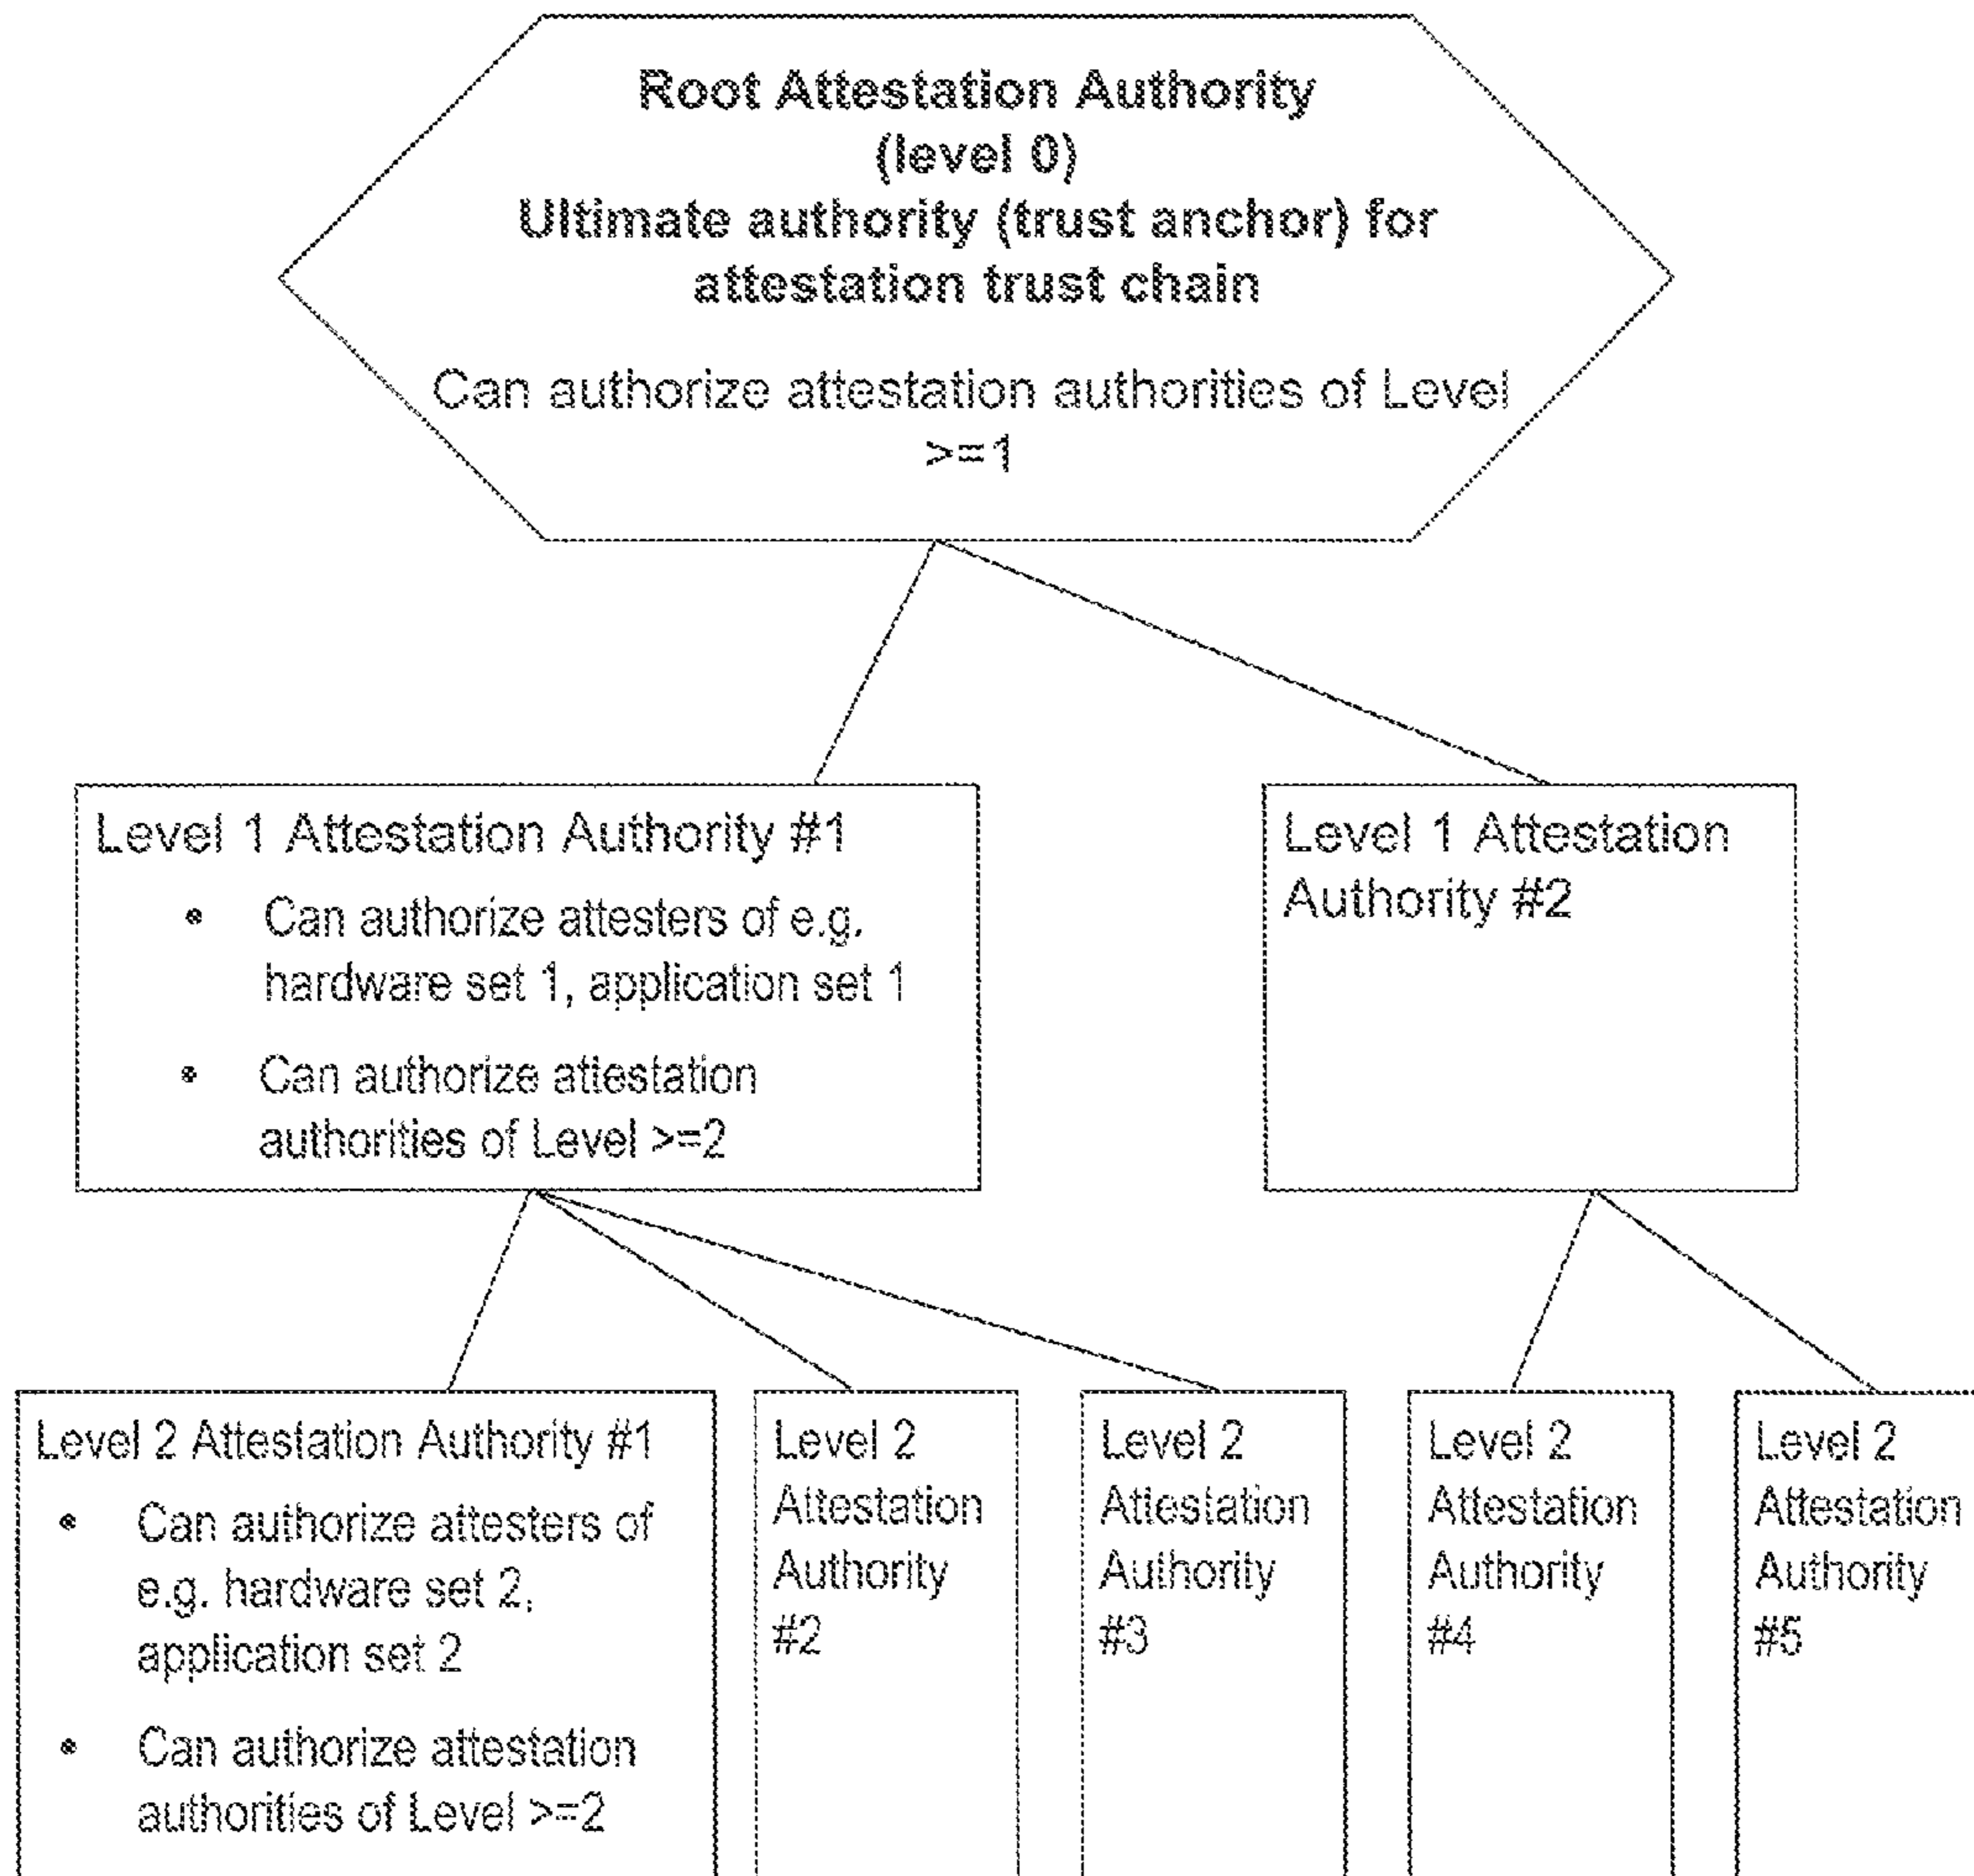 Root Attestation Authority
(level 0)
Ultimate authority (trust anchor) for
attestation trust chain
Can authorize attestation authorities of Level
>=1
Level 1 Attestation Authority #1
• Can authorize attesters of e.g.
hardware set 1, application set 1
• Can authorize attestation
authorities of Level >=2
Level 1 Attestation
Authority #2
Level 2 Attestation Authority #1
• Can authorize attesters of
e.g. hardware set 2,
application set 2
• Can authorize attestation
authorities of Level >=2
Level 2
Attestation
Authority
#2
Level 2
Attestation
Authority
#3
Level 2
Attestation
Authority
#4
Level 2
Attestation
Authority
#5